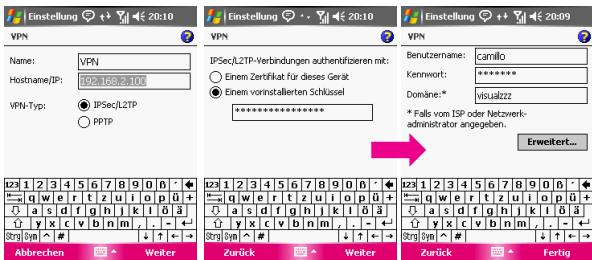 Einstellung 20:10
VPN
Name: VPN
Hostname/IP: 192.168.2.100
VPN-Typ: IPSec/L2TP
PPTP
123 1 2 3 4 5 6 7 8 9 0 ß ´
q w e r t z u i o p ü +
a s d f g h j k l ö ä
y x c v b n m , . -
Strg Sym ^ #
Abbrechen Weiter
Einstellung 20:10
VPN
IPSec/L2TP-Verbindungen authentifizieren mit:
Einem Zertifikat für dieses Gerät
Einem vorinstallierten Schlüssel
****************
123 1 2 3 4 5 6 7 8 9 0 ß ´
q w e r t z u i o p ü +
a s d f g h j k l ö ä
y x c v b n m , . -
Strg Sym ^ #
Zurück Weiter
Einstellung 20:09
VPN
Benutzername: camillo
Kennwort: *******
Domäne:* visualzzz
* Falls vom ISP oder Netzwerk-
administrator angegeben.
Erweitert...
123 1 2 3 4 5 6 7 8 9 0 ß ´
q w e r t z u i o p ü +
a s d f g h j k l ö ä
y x c v b n m , . -
Strg Sym ^ #
Zurück Fertig